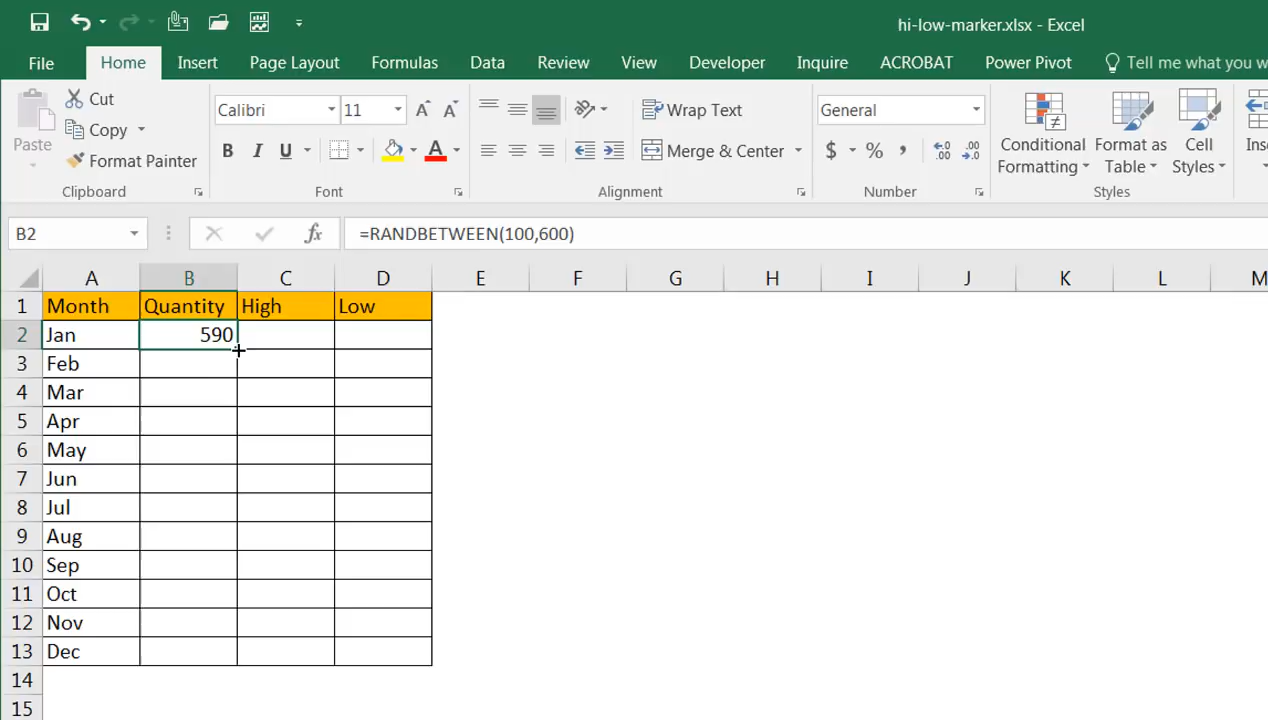 hi-low-marker.xlsx - Excel
File Home Insert Page Layout Formulas Data Review View Developer Inquire ACROBAT Power Pivot Tell me what you w
Paste
Cut
Copy
Format Painter
Clipboard
Calibri 11
B I U A
Font
Wrap Text
Merge & Center
Alignment
General
$ % , .00 .0
Number
Conditional
Formatting
Format as
Table
Cell
Styles
Styles
Ins
B2 fx =RANDBETWEEN(100,600)
A B C D E F G H I J K L M
1 Month Quantity High Low
2 Jan 590
3 Feb
4 Mar
5 Apr
6 May
7 Jun
8 Jul
9 Aug
10 Sep
11 Oct
12 Nov
13 Dec
14
15